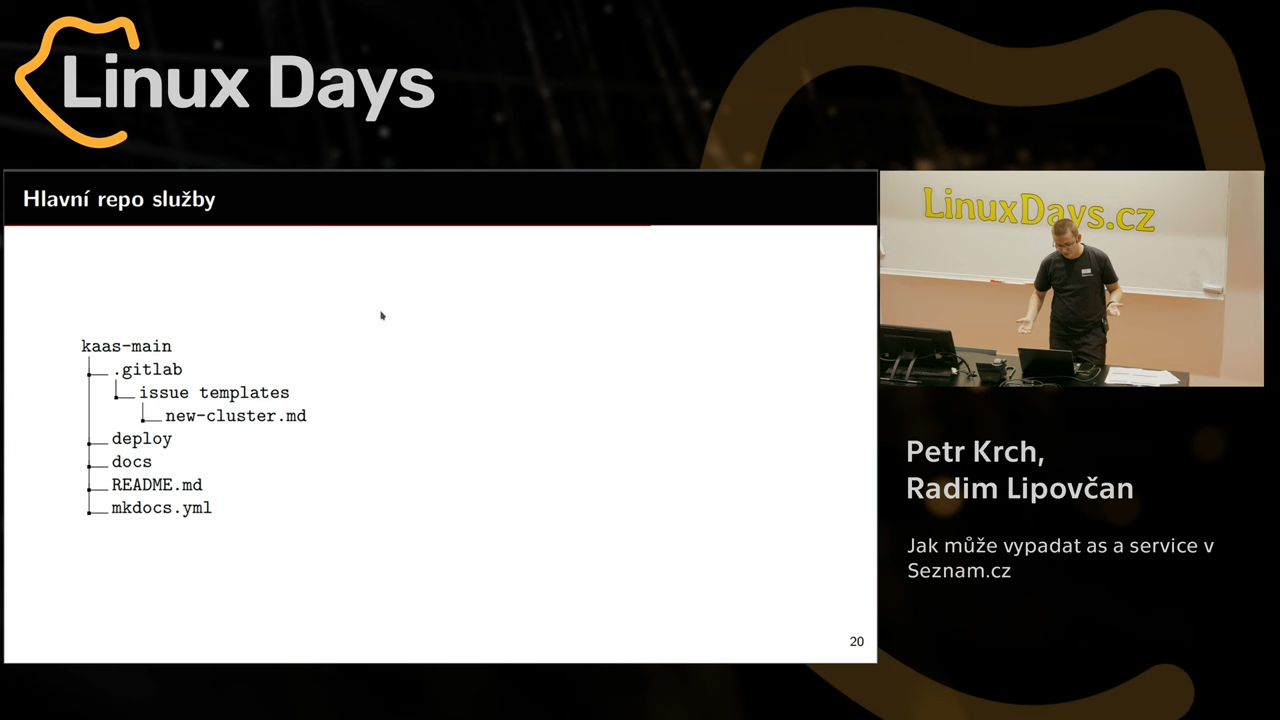 Linux Days
Hlavní repo služby
kaas-main
.gitlab
issue templates
new-cluster.md
deploy
docs
README.md
mkdocs.yml
20
LinuxDays.cz
Petr Krch,
Radim Lipovčan
Jak může vypadat as a service v
Seznam.cz